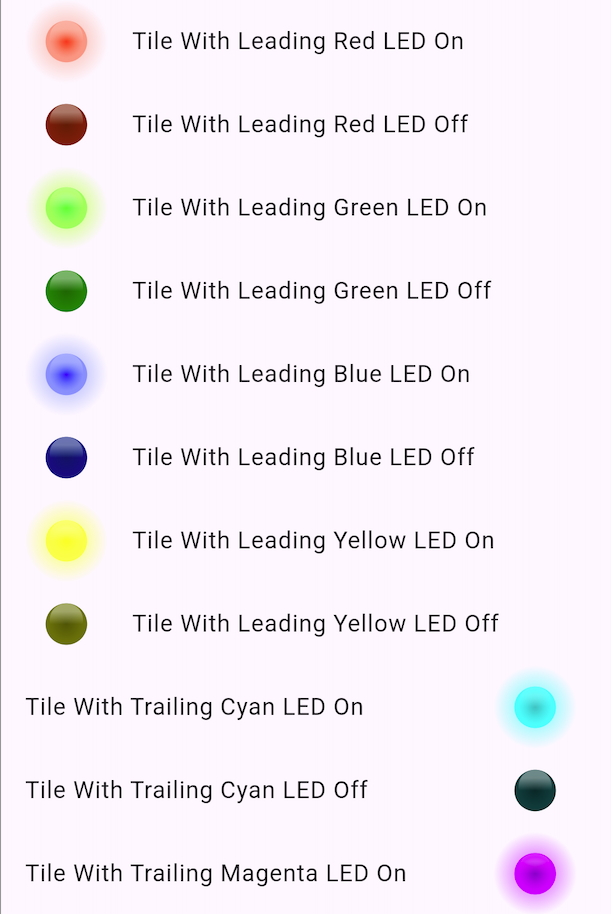 Tile With Leading Red LED On
Tile With Leading Red LED Off
Tile With Leading Green LED On
Tile With Leading Green LED Off
Tile With Leading Blue LED On
Tile With Leading Blue LED Off
Tile With Leading Yellow LED On
Tile With Leading Yellow LED Off
Tile With Trailing Cyan LED On
Tile With Trailing Cyan LED Off
Tile With Trailing Magenta LED On